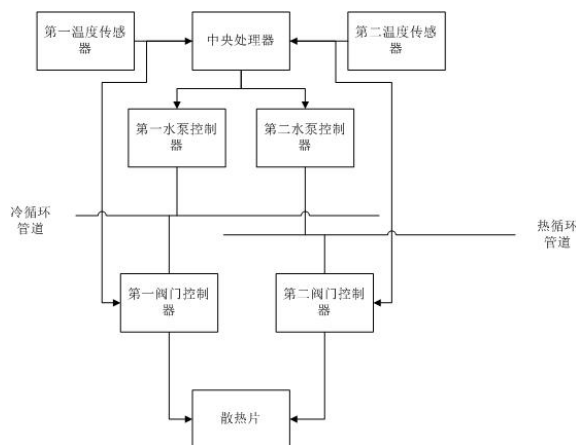 第一温度传感
器
中央处理器
第二温度传感
器
第一水泵控制
器
第二水泵控制
器
冷循环
管道
热循环
管道
第一阀门控制
器
第二阀门控制
器
散热片